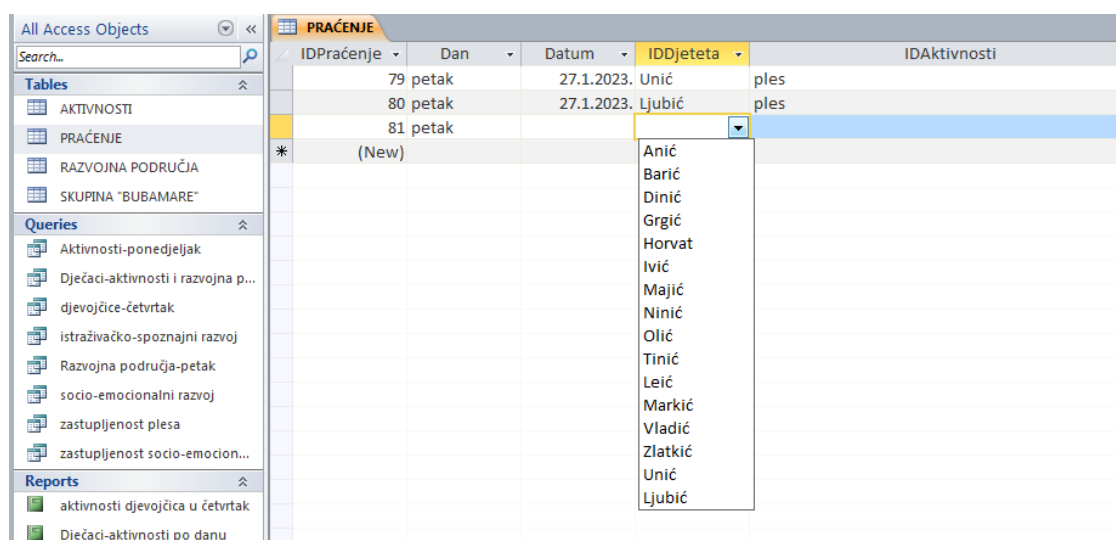 All Access Objects
Search...
Tables
AKTIVNOSTI
PRAĆENJE
RAZVOJNA PODRUČJA
SKUPINA "BUBAMARE"
Queries
Aktivnosti-ponedjeljak
Dječaci-aktivnosti i razvojna p...
djevojčice-četvrtak
istraživačko-spoznajni razvoj
Razvojna područja-petak
socio-emocionalni razvoj
zastupljenost plesa
zastupljenost socio-emocion...
Reports
aktivnosti djevojčica u četvrtak
Dječaci-aktivnosti po danu
PRAĆENJE
IDPraćenje Dan Datum IDDjeteta IDAktivnosti
79 petak 27.1.2023. Unić ples
80 petak 27.1.2023. Ljubić ples
81 petak
(New)
Anić
Barić
Dinić
Grgić
Horvat
Ivić
Majić
Ninić
Olić
Tinić
Leić
Markić
Vladić
Zlatkić
Unić
Ljubić